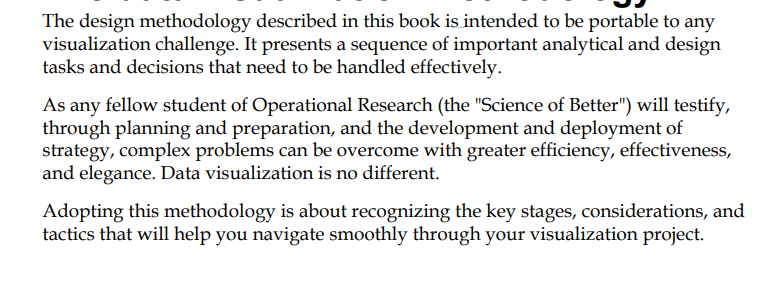 The design methodology described in this book is intended to be portable to any
visualization challenge. It presents a sequence of important analytical and design
tasks and decisions that need to be handled effectively.
As any fellow student of Operational Research (the "Science of Better") will testify,
through planning and preparation, and the development and deployment of
strategy, complex problems can be overcome with greater efficiency, effectiveness,
and elegance. Data visualization is no different.
Adopting this methodology is about recognizing the key stages, considerations, and
tactics that will help you navigate smoothly through your visualization project.